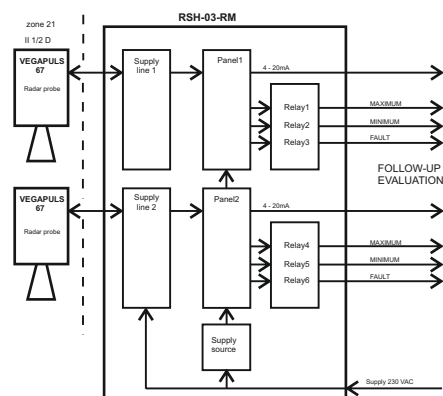 RSH-03-RM
zone 21
II 1/2 D
VEGAPULS
67
Radar probe
Supply
line 1
Panel1
4 - 20mA
Relay1
Relay2
Relay3
MAXIMUM
MINIMUM
FAULT
FOLLOW-UP
EVALUATION
VEGAPULS
67
Radar probe
Supply
line 2
Panel2
4 - 20mA
Relay4
Relay5
Relay6
MAXIMUM
MINIMUM
FAULT
Supply
source
Supply 230 VAC